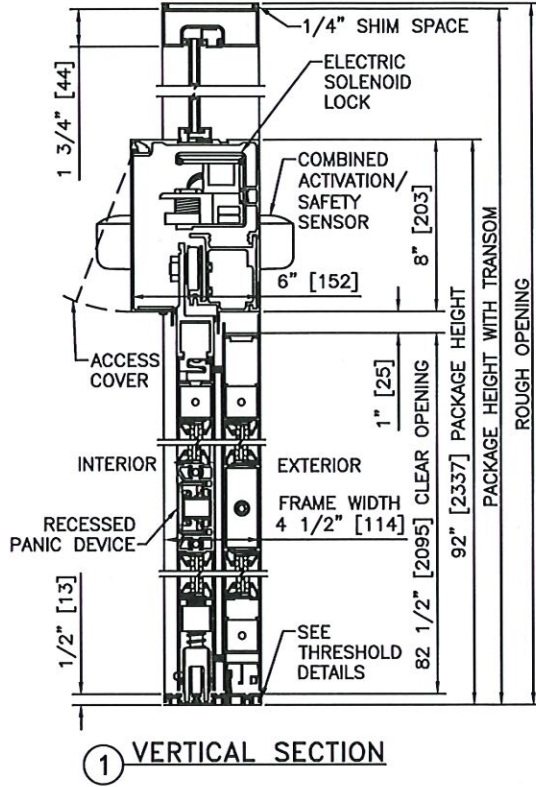 1/4" SHIM SPACE
1 3/4" [44]
ELECTRIC
SOLENOID
LOCK
COMBINED
ACTIVATION/
SAFETY
SENSOR
8" [203]
6" [152]
ACCESS
COVER
1" [25]
INTERIOR
EXTERIOR
RECESSED
PANIC DEVICE
FRAME WIDTH
4 1/2" [114]
1/2" [13]
82 1/2" [2095] CLEAR OPENING
92" [2337] PACKAGE HEIGHT
PACKAGE HEIGHT WITH TRANSOM
ROUGH OPENING
SEE
THRESHOLD
DETAILS
1 VERTICAL SECTION